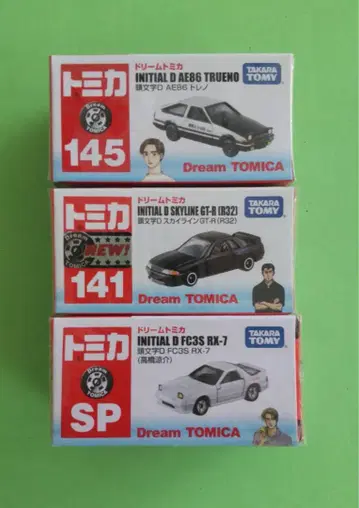 トミカ
Dream TOMICA
145
ドリームトミカ
INITIAL D AE86 TRUENO
頭文字D AE86 トレノ
TAKARA TOMY
Dream TOMICA
トミカ
Dream TOMICA
NEW!
141
ドリームトミカ
INITIAL D SKYLINE GT-R (R32)
頭文字D スカイラインGT-R (R32)
TAKARA TOMY
Dream TOMICA
トミカ
Dream TOMICA
SP
ドリームトミカ
INITIAL D FC3S RX-7
頭文字D FC3S RX-7
(高橋涼介)
TAKARA TOMY
Dream TOMICA